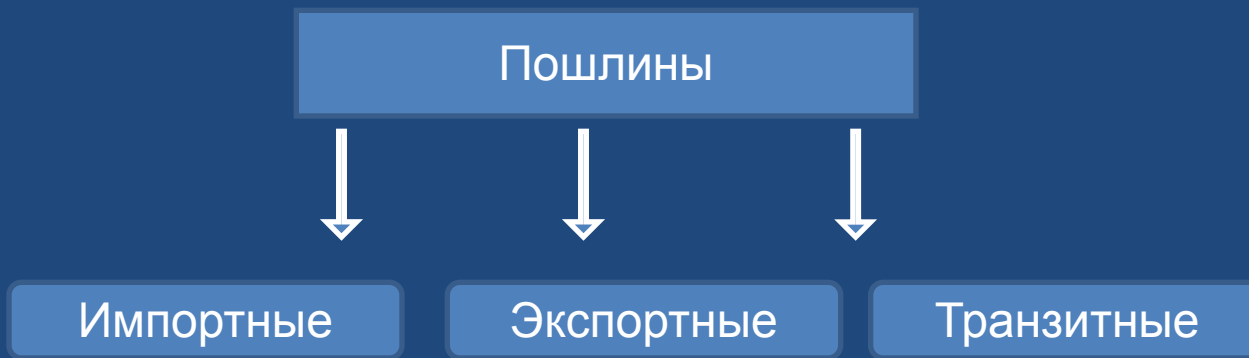 Пошлины
Импортные
Экспортные
Транзитные